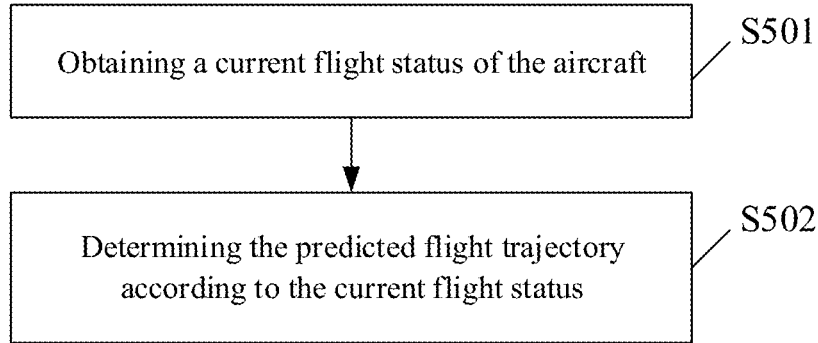 S501
Obtaining a current flight status of the aircraft
S502
Determining the predicted flight trajectory
according to the current flight status